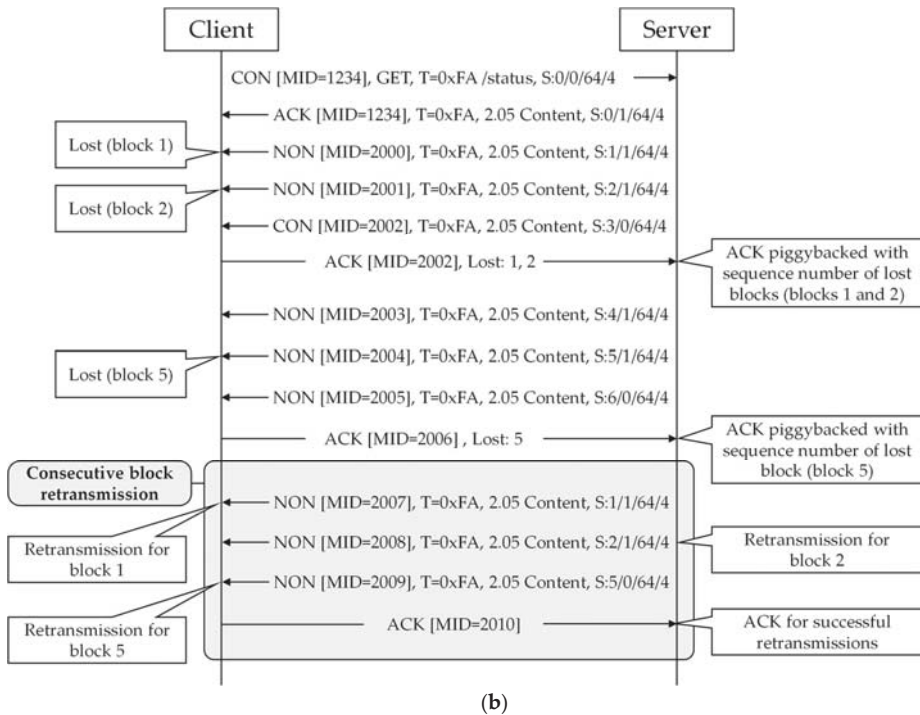 Client
Server
CON [MID=1234], GET, T=0xFA /status, S:0/0/64/4
ACK [MID=1234], T=0xFA, 2.05 Content, S:0/1/64/4
Lost (block 1)
NON [MID=2000], T=0xFA, 2.05 Content, S:1/1/64/4
Lost (block 2)
NON [MID=2001], T=0xFA, 2.05 Content, S:2/1/64/4
CON [MID=2002], T=0xFA, 2.05 Content, S:3/0/64/4
ACK [MID=2002], Lost: 1, 2
ACK piggybacked with
sequence number of lost
blocks (blocks 1 and 2)
NON [MID=2003], T=0xFA, 2.05 Content, S:4/1/64/4
Lost (block 5)
NON [MID=2004], T=0xFA, 2.05 Content, S:5/1/64/4
NON [MID=2005], T=0xFA, 2.05 Content, S:6/0/64/4
ACK [MID=2006] , Lost: 5
ACK piggybacked with
sequence number of lost
block (block 5)
Consecutive block
retransmission
NON [MID=2007], T=0xFA, 2.05 Content, S:1/1/64/4
Retransmission for
block 1
NON [MID=2008], T=0xFA, 2.05 Content, S:2/1/64/4
Retransmission for
block 2
NON [MID=2009], T=0xFA, 2.05 Content, S:5/0/64/4
Retransmission for
block 5
ACK [MID=2010]
ACK for successful
retransmissions
(b)